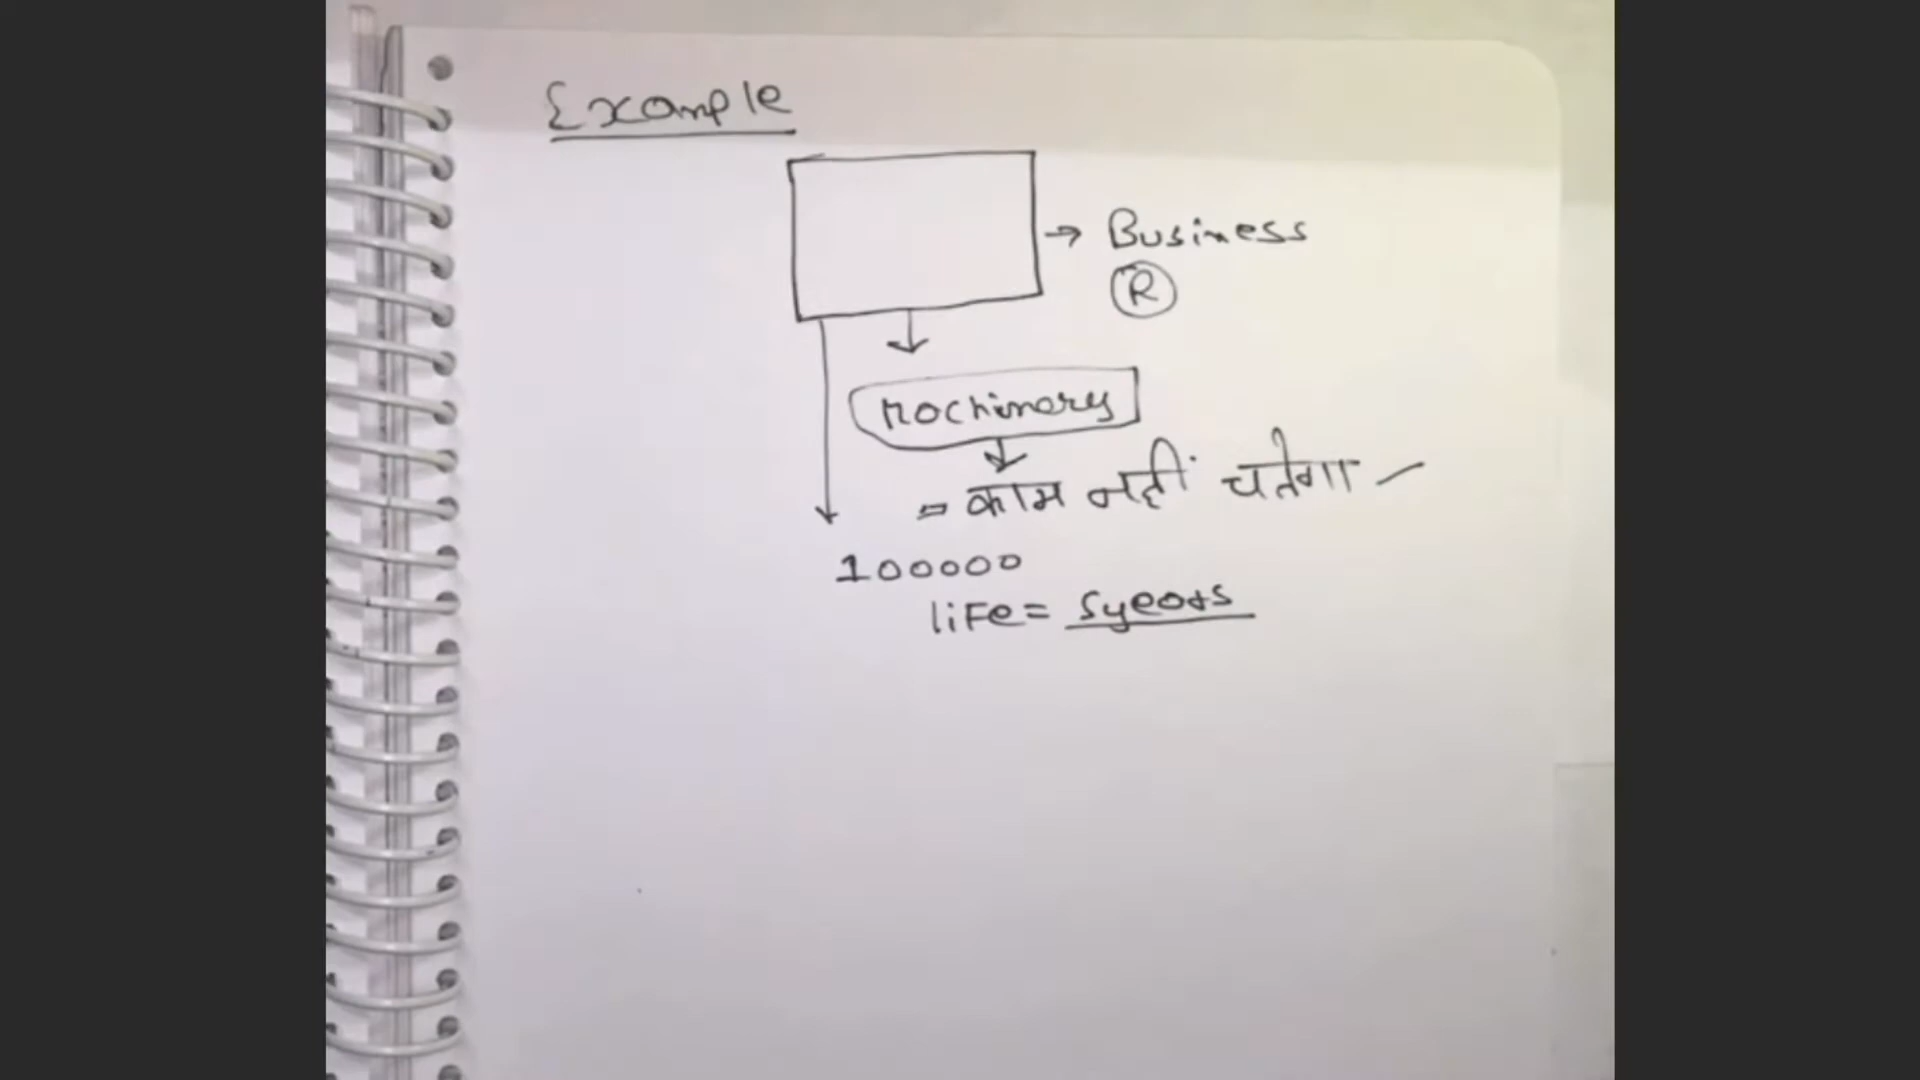 Example
→ Business
R
Machinery
= काम नहीं चलेगा -
100000
life = 5years